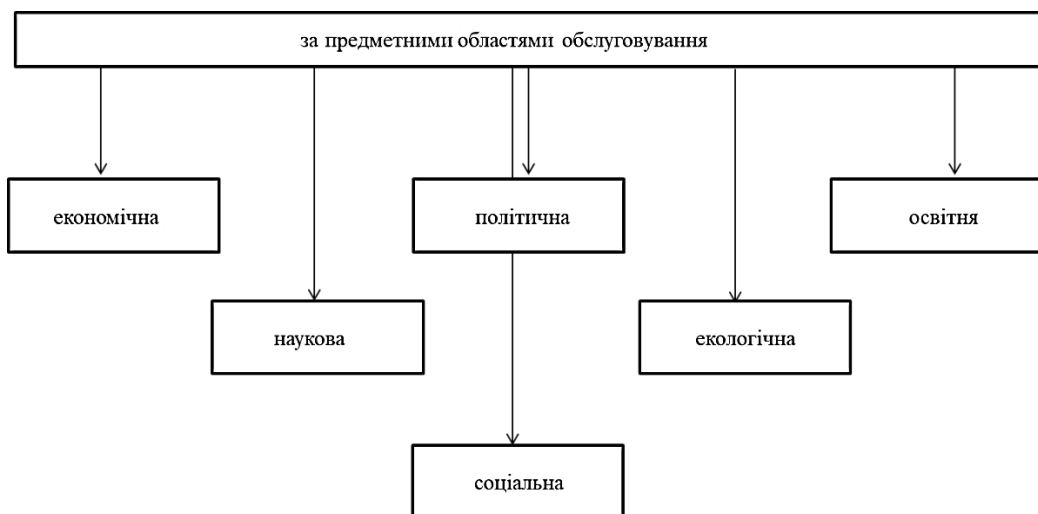 за предметними областями обслуговування
економічна
політична
освітня
наукова
екологічна
соціальна